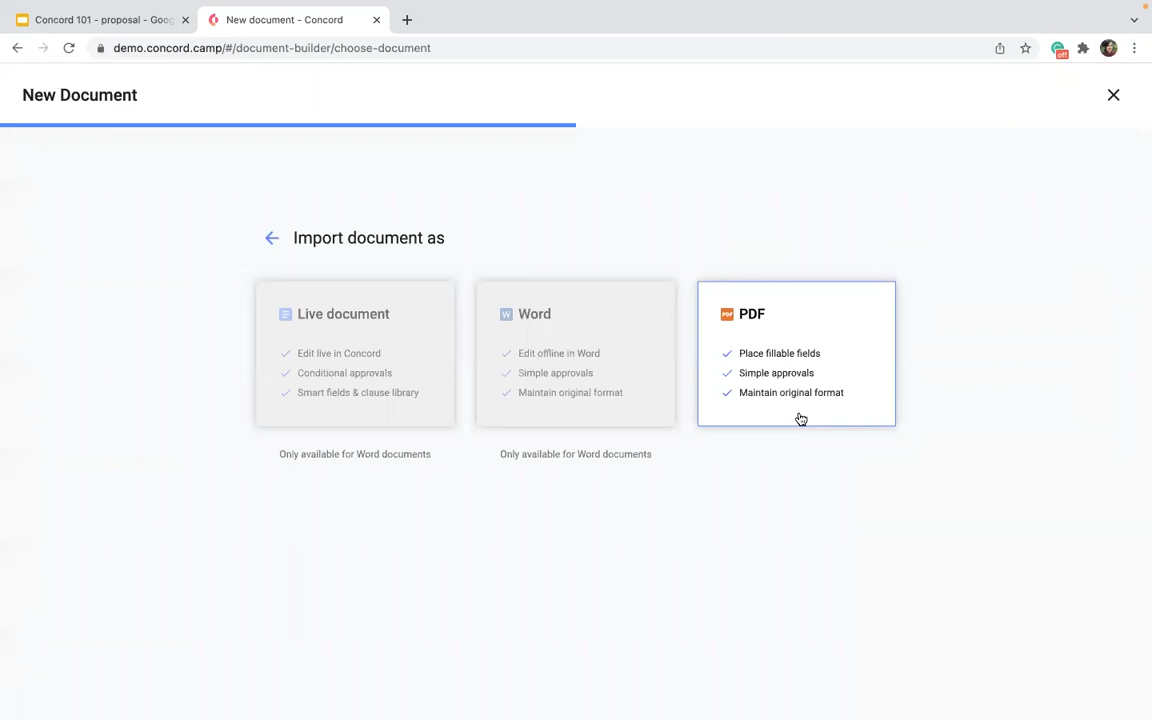 Concord 101 - proposal - Goog
New document - Concord
demo.concord.camp/#/document-builder/choose-document
off
New Document
Import document as
Live document
Edit live in Concord
Conditional approvals
Smart fields & clause library
Only available for Word documents
W Word
Edit offline in Word
Simple approvals
Maintain original format
Only available for Word documents
PDF PDF
Place fillable fields
Simple approvals
Maintain original format